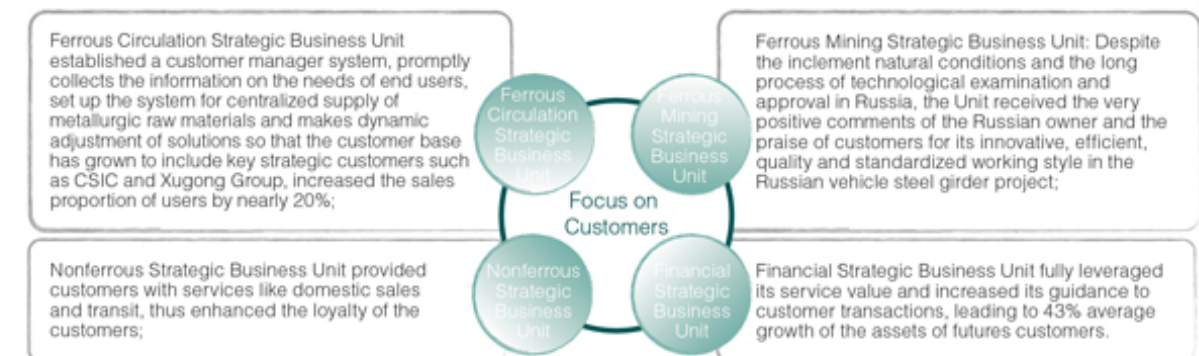 Ferrous Circulation Strategic Business Unit
established a customer manager system, promptly
collects the information on the needs of end users,
set up the system for centralized supply of
metallurgic raw materials and makes dynamic
adjustment of solutions so that the customer base
has grown to include key strategic customers such
as CSIC and Xugong Group, increased the sales
proportion of users by nearly 20%;
Ferrous Mining Strategic Business Unit: Despite
the inclement natural conditions and the long
process of technological examination and
approval in Russia, the Unit received the very
positive comments of the Russian owner and the
praise of customers for its innovative, efficient,
quality and standardized working style in the
Russian vehicle steel girder project;
Ferrous
Circulation
Strategic
Business
Unit
Ferrous
Mining
Strategic
Business
Unit
Focus on
Customers
Nonferrous
Strategic
Business
Unit
Financial
Strategic
Business
Unit
Nonferrous Strategic Business Unit provided
customers with services like domestic sales
and transit, thus enhanced the loyalty of the
customers;
Financial Strategic Business Unit fully leveraged
its service value and increased its guidance to
customer transactions, leading to 43% average
growth of the assets of futures customers.